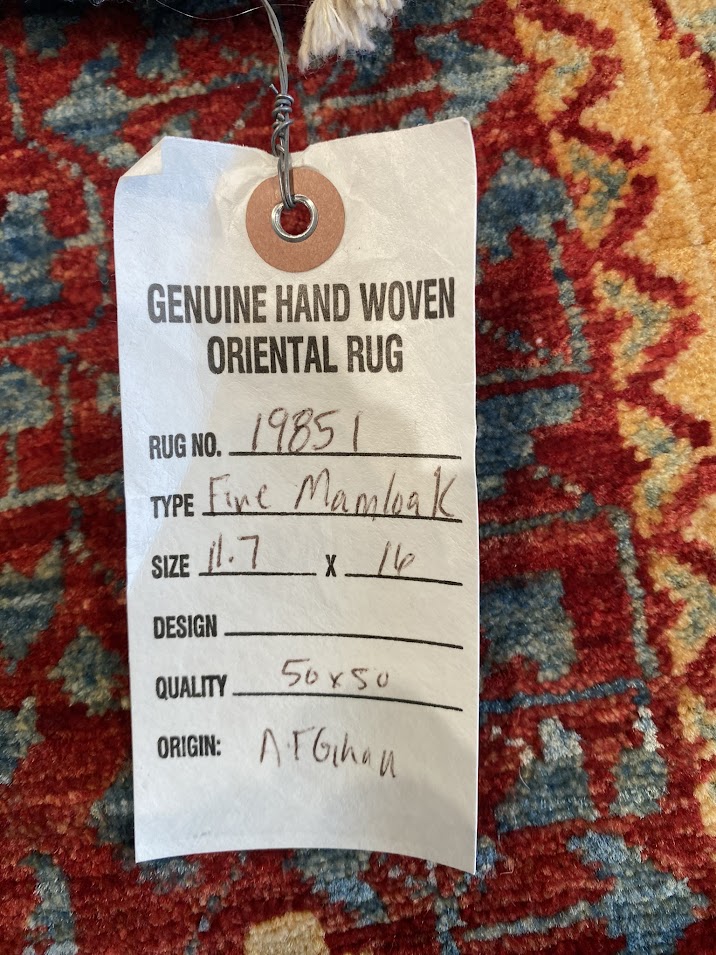 GENUINE HAND WOVEN
ORIENTAL RUG
RUG NO. 19851
TYPE Fine Mamloak
SIZE 11.7 X 16
DESIGN
QUALITY 50x50
ORIGIN: AFGihan